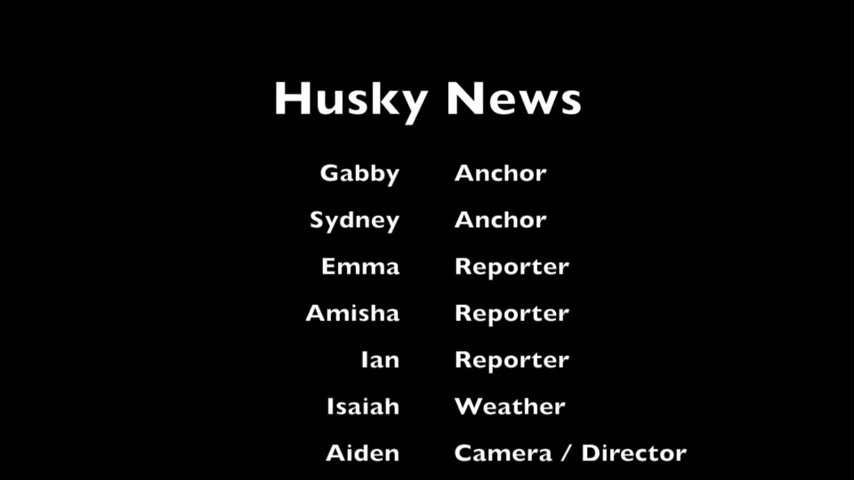 Husky News
Gabby Anchor
Sydney Anchor
Emma Reporter
Amisha Reporter
Ian Reporter
Isaiah Weather
Aiden Camera / Director